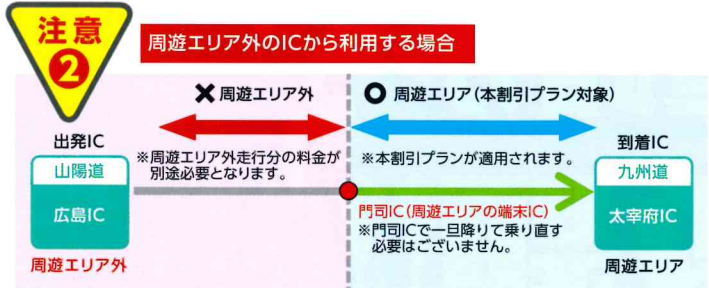 注意
2
周遊エリア外のICから利用する場合
✖ 周遊エリア外
○ 周遊エリア(本割引プラン対象)
出発IC
山陽道
広島IC
周遊エリア外
※周遊エリア外走行分の料金が
別途必要となります。
※本割引プランが適用されます。
門司IC(周遊エリアの端末IC)
※門司ICで一旦降りて乗り直す
必要はございません。
到着IC
九州道
太宰府IC
周遊エリア